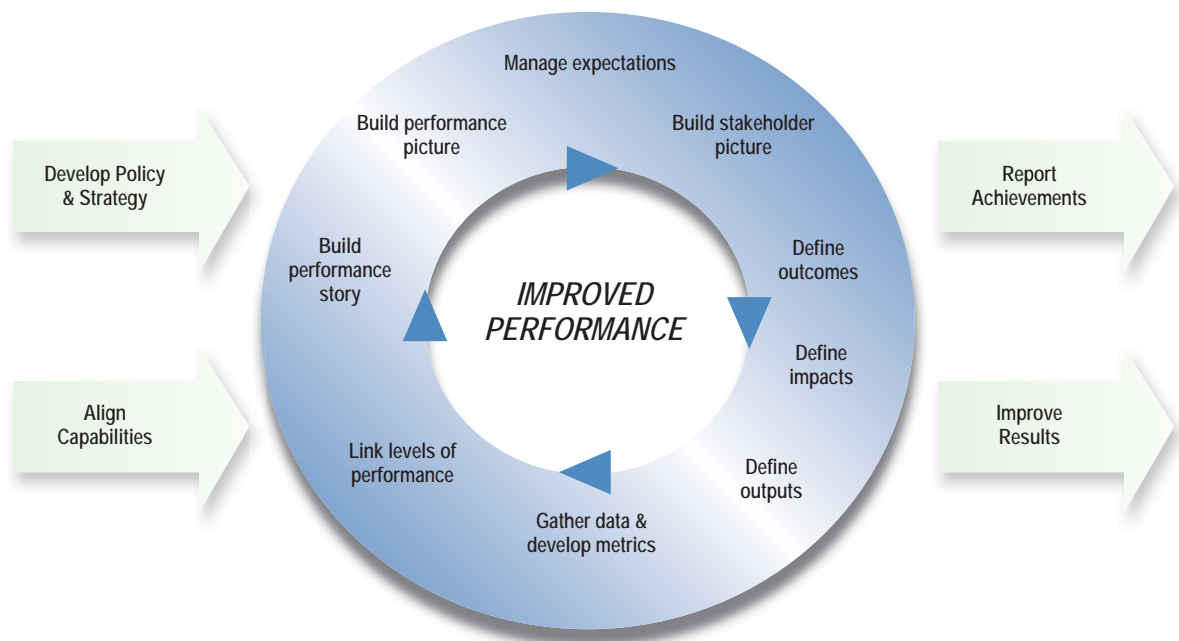 Manage expectations
Build performance
picture
Build stakeholder
picture
Develop Policy
& Strategy
Report
Achievements
Build
performance
story
Define
outcomes
IMPROVED
PERFORMANCE
Define
impacts
Align
Capabilities
Improve
Results
Link levels of
performance
Define
outputs
Gather data &
develop metrics